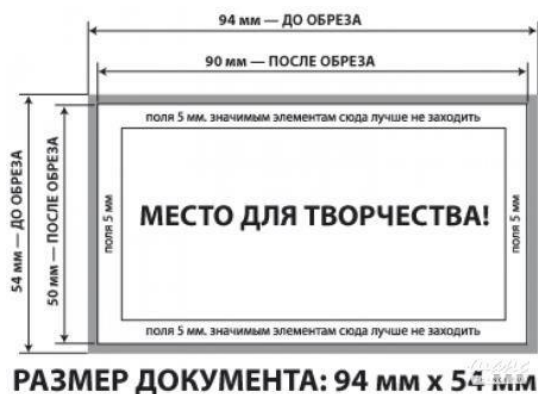 94 мм — ДО ОБРЕЗА
90 мм — ПОСЛЕ ОБРЕЗА
54 мм — ДО ОБРЕЗА
50 мм — ПОСЛЕ ОБРЕЗА
поля 5 мм. значимым элементам сюда лучше не заходить
поля 5 мм
МЕСТО ДЛЯ ТВОРЧЕСТВА!
поля 5 мм
поля 5 мм. значимым элементам сюда лучше не заходить
РАЗМЕР ДОКУМЕНТА: 94 мм x 54 мм